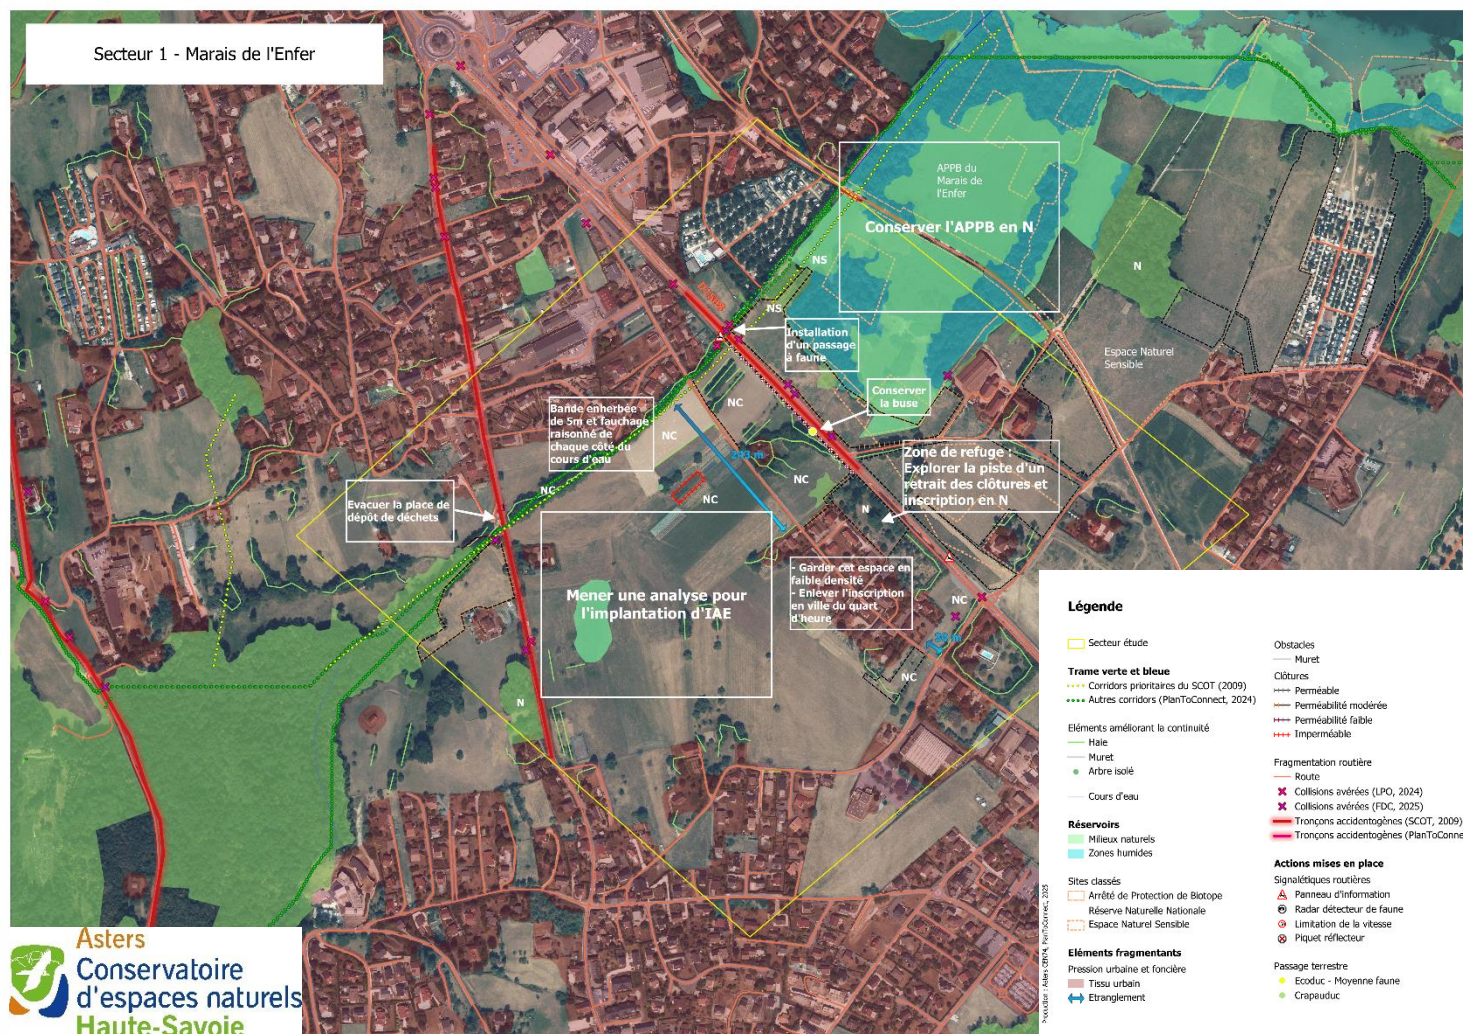 Secteur 1 - Marais de l'Enfer
APPB du
Marais de
l'Enfer
Conserver l'APPB en N
NS
N
NS
Installation
d'un passage
à faune
Espace Naturel
Sensible
Conserver
la buse
NC
Bande enherbée
de 5m et fauchage
raisonné de
chaque côté du
cours d'eau
NC
243 m
Zone de refuge :
Explorer la piste d'un
retrait des clôtures et
inscription en N
NC
NC
NC
N
Evacuer la place de
dépôt de déchets
Mener une analyse pour
l'implantation d'IAE
- Garder cet espace en
faible densité
- Enlever l'inscription
en ville du quart
d'heure
NC
NC
N
Légende
Secteur étude
Trame verte et bleue
Corridors prioritaires du SCOT (2009)
Autres corridors (PlanToConnect, 2024)
Eléments améliorant la continuité
Haie
Muret
Arbre isolé
Cours d'eau
Réservoirs
Milieux naturels
Zones humides
Sites classés
Arrêté de Protection de Biotope
Réserve Naturelle Nationale
Espace Naturel Sensible
Eléments fragmentants
Pression urbaine et foncière
Tissu urbain
Etranglement
Obstacles
Muret
Clôtures
Perméable
Perméabilité modérée
Perméabilité faible
Imperméable
Fragmentation routière
Route
Collisions avérées (LPO, 2024)
Collisions avérées (FDC, 2025)
Tronçons accidentogènes (SCOT, 2009)
Tronçons accidentogènes (PlanToConne
Actions mises en place
Signalétiques routières
Panneau d'information
Radar détecteur de faune
Limitation de la vitesse
Piquet réflecteur
Passage terrestre
Ecoduc - Moyenne faune
Crapauduc
Production : Asters CEN74, PlanToConnect, 2025
Asters
Conservatoire
d'espaces naturels
Haute-Savoie